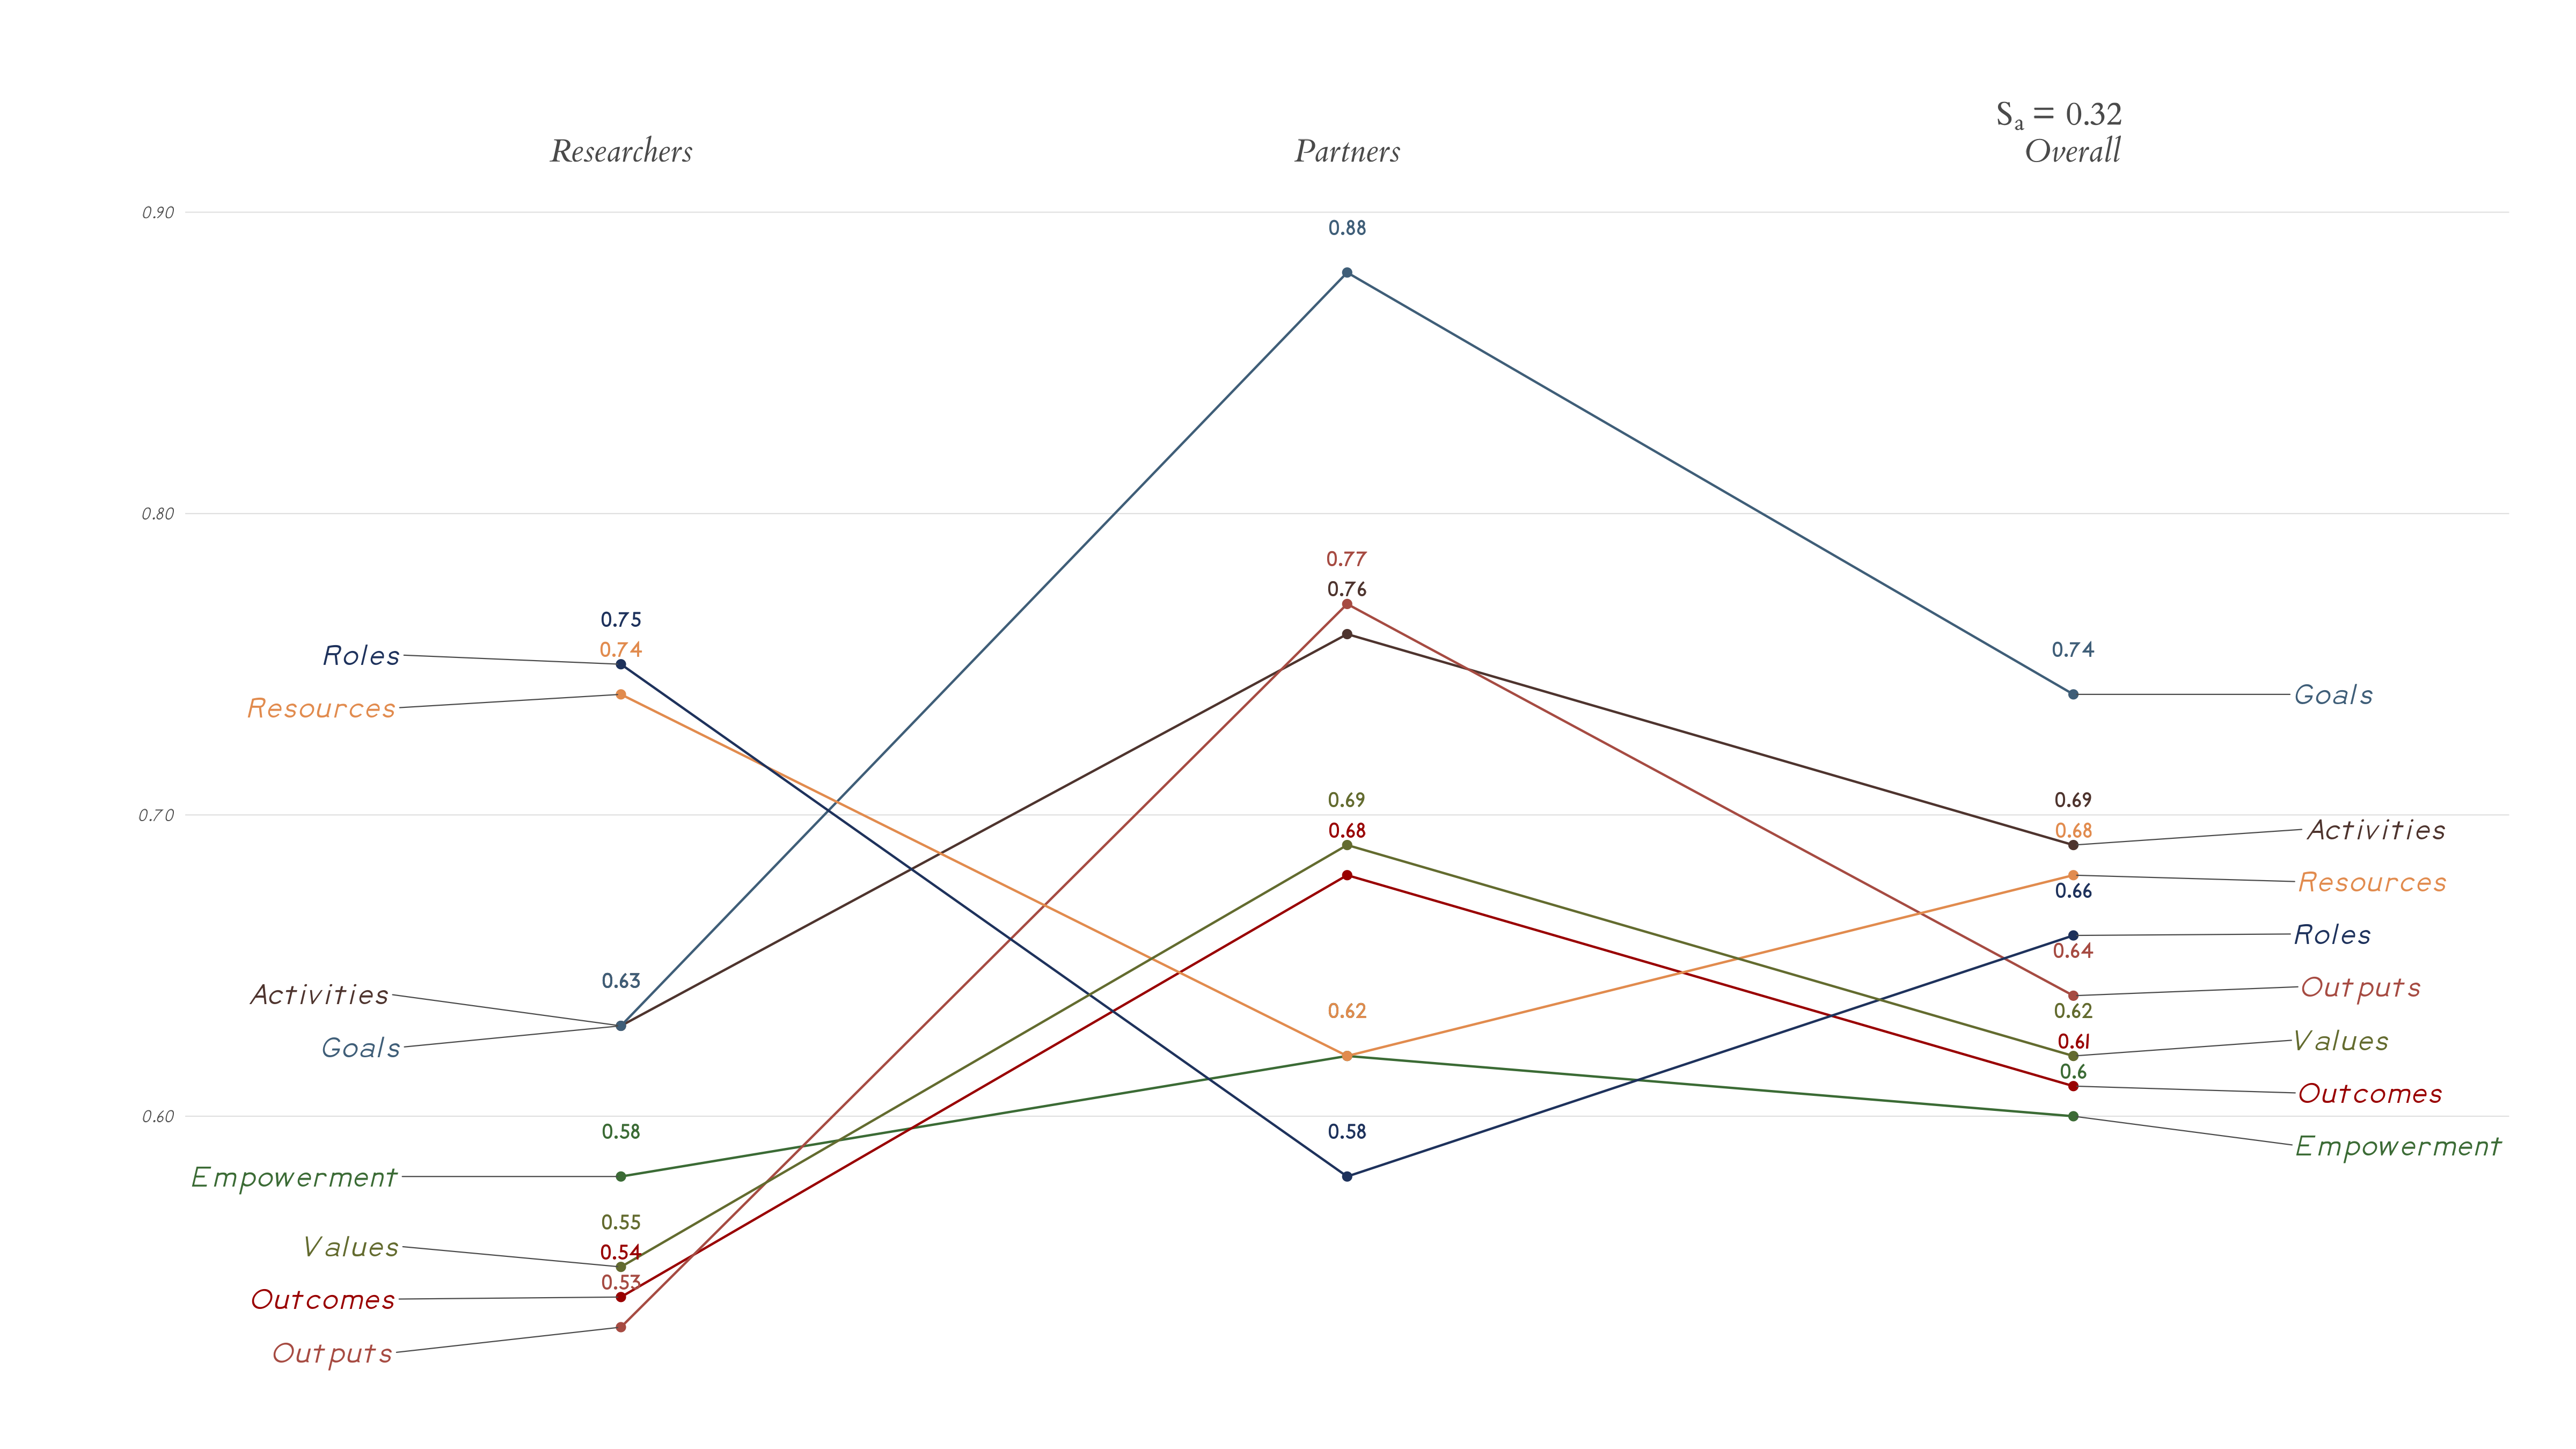 Sa = 0.32
Researchers Partners Overall
0.90
0.88
0.80
0.77
0.76
0.75
0.74
0.74
Roles
Resources
Goals
0.70
0.69
0.69
0.68
0.68
Activities
Resources
0.66
Roles
0.64
Outputs
0.63
0.62
0.62
Activities
Goals
0.61
Values
0.6
Outcomes
0.60
Empowerment
0.58
0.58
Empowerment
0.55
Values
0.54
0.53
Outcomes
Outputs